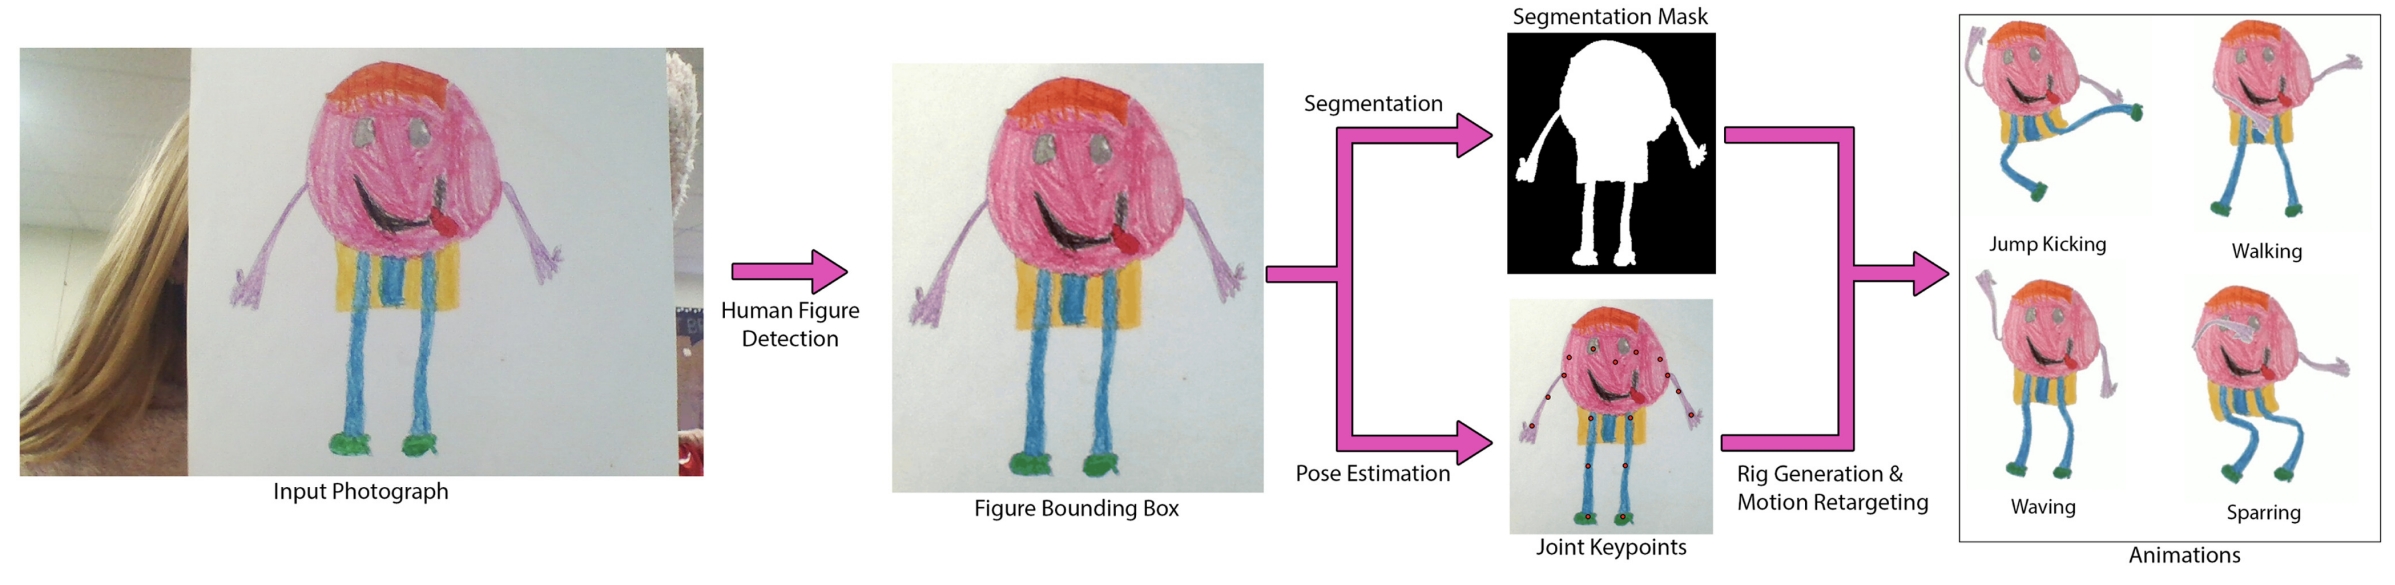 Input Photograph
Human Figure
Detection
Figure Bounding Box
Segmentation
Pose Estimation
Segmentation Mask
Joint Keypoints
Rig Generation &
Motion Retargeting
Jump Kicking
Walking
Waving
Sparring
Animations